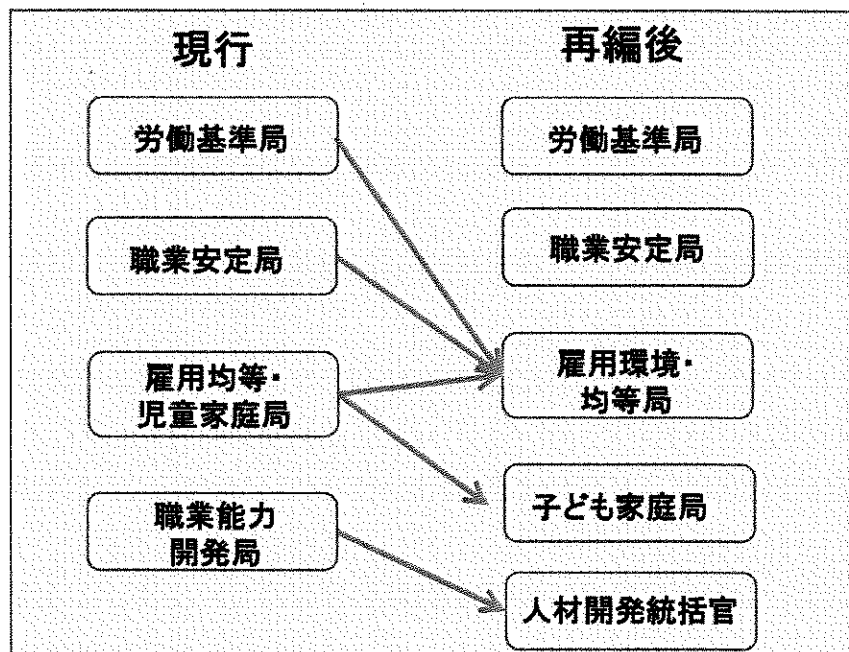 現行
労働基準局
職業安定局
雇用均等・
児童家庭局
職業能力
開発局
再編後
労働基準局
職業安定局
雇用環境・
均等局
子ども家庭局
人材開発統括官